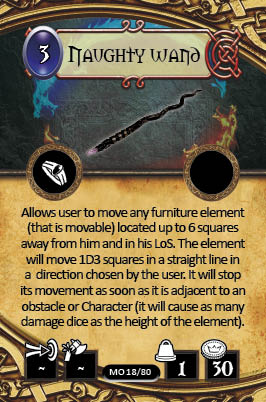 3
NAUGHTY WAND
Allows user to move any furniture element
(that is movable) located up to 6 squares
away from him and in his LoS. The element
will move 1D3 squares in a straight line in
a direction chosen by the user. It will stop
its movement as soon as it is adjacent to an
obstacle or Character (it will cause as many
damage dice as the height of the element).
~ ~ MO 18/80 1 30